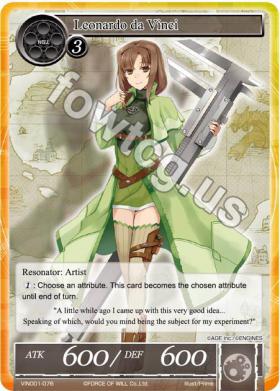 Leonardo da Vinci
3
fowtcg.us
Resonator: Artist
1 : Choose an attribute. This card becomes the chosen attribute
until end of turn.
"A little while ago I came up with this very good idea...
Speaking of which, would you mind being the subject for my experiment?"
ATK 600 / DEF 600
VIN001-076 ©FORCE OF WILL Co.,Ltd. Illust/Prime
©AGE Inc./©ENGINES